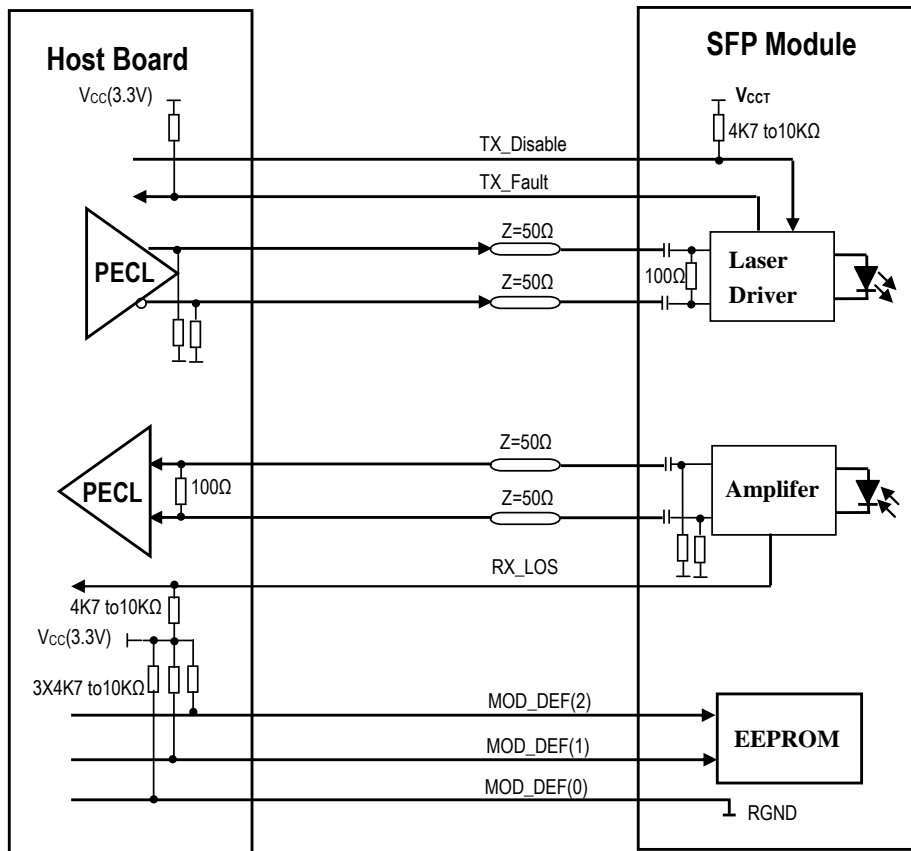 Host Board
SFP Module
VCC(3.3V)
VCCT
4K7 to10KΩ
TX_Disable
TX_Fault
Z=50Ω
PECL
100Ω
Laser
Driver
Z=50Ω
Z=50Ω
PECL
100Ω
Amplifer
Z=50Ω
RX_LOS
4K7 to10KΩ
VCC(3.3V)
3X4K7 to10KΩ
MOD_DEF(2)
EEPROM
MOD_DEF(1)
MOD_DEF(0)
RGND